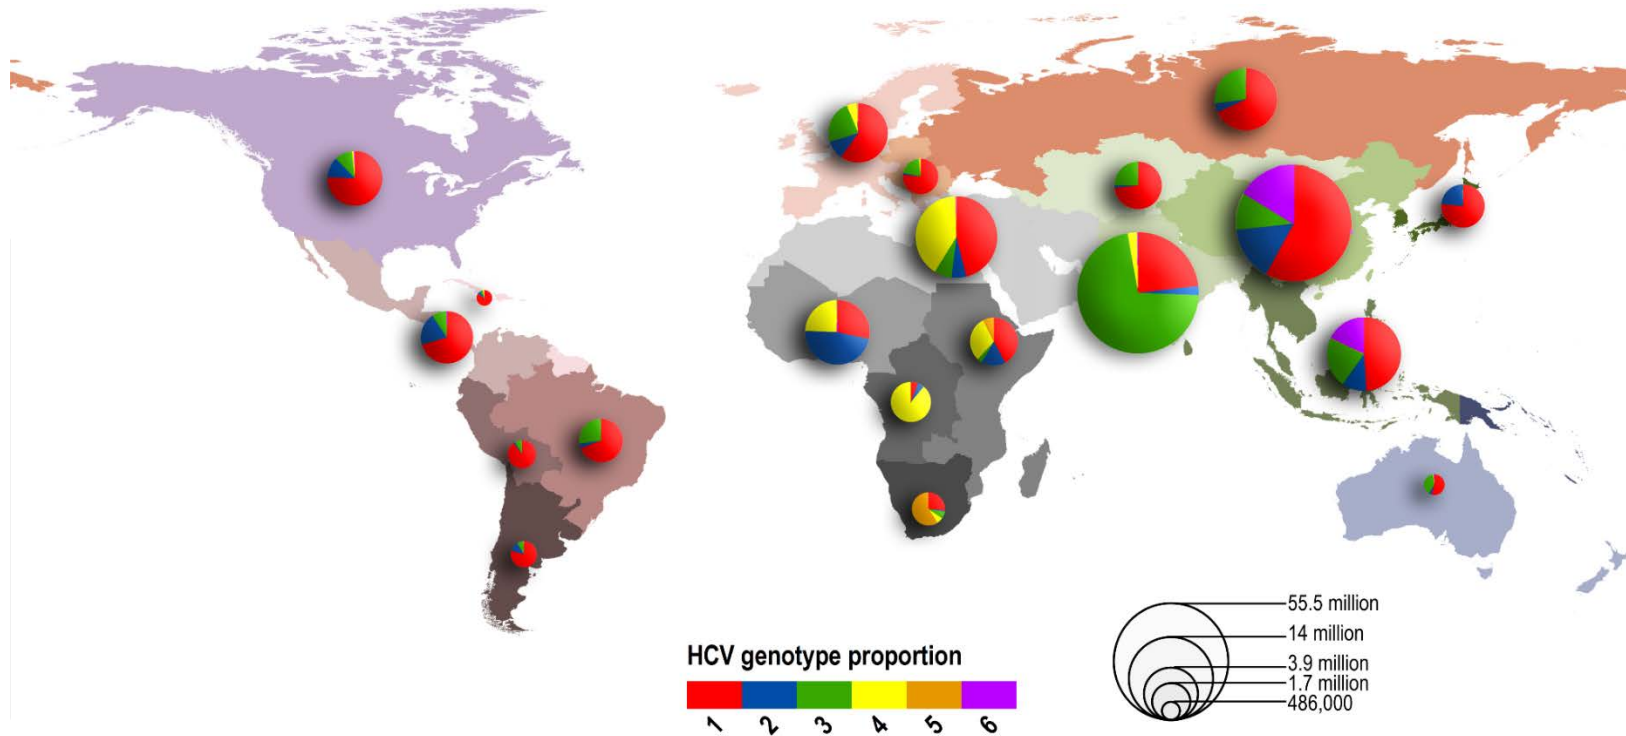 55.5 million
14 million
3.9 million
1.7 million
486,000
HCV genotype proportion
1 2 3 4 5 6